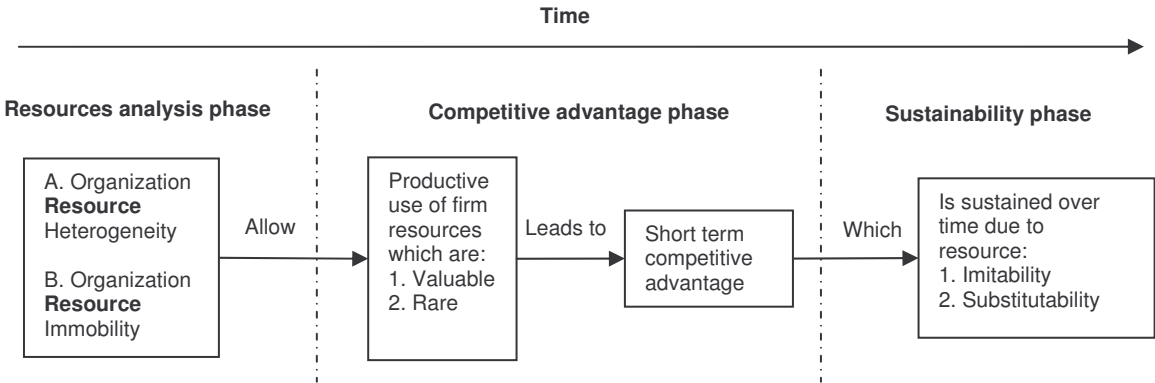 Time
Resources analysis phase
Competitive advantage phase
Sustainability phase
A. Organization
Resource
Heterogeneity
B. Organization
Resource
Immobility
Allow
Productive
use of firm
resources
which are:
1. Valuable
2. Rare
Leads to
Short term
competitive
advantage
Which
Is sustained over
time due to
resource:
1. Imitability
2. Substitutability